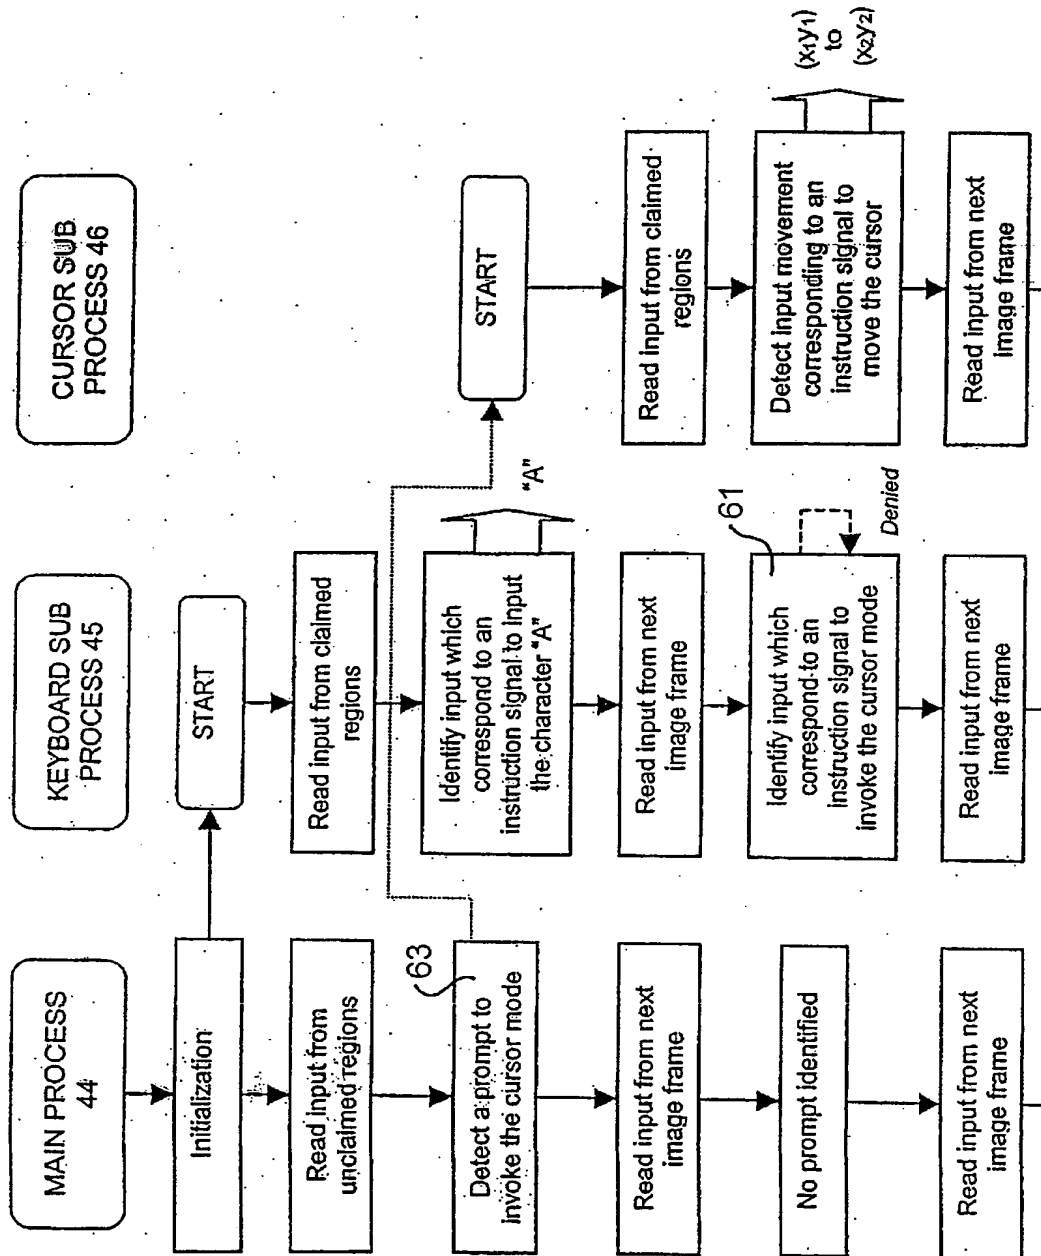 MAIN PROCESS
44
Initialization
Read input from
unclaimed regions
63
Detect a prompt to
invoke the cursor mode
Read input from next
image frame
No prompt identified
Read input from next
image frame
KEYBOARD SUB
PROCESS 45
START
Read input from claimed
regions
Identify input which
correspond to an
instruction signal to input
the character "A"
"A"
Read input from next
image frame
61
Identify input which
correspond to an
instruction signal to
invoke the cursor mode
Denied
Read input from next
image frame
CURSOR SUB
PROCESS 46
START
Read input from claimed
regions
Detect input movement
corresponding to an
instruction signal to
move the cursor
(x₁y₁)
to
(x₂y₂)
Read input from next
image frame